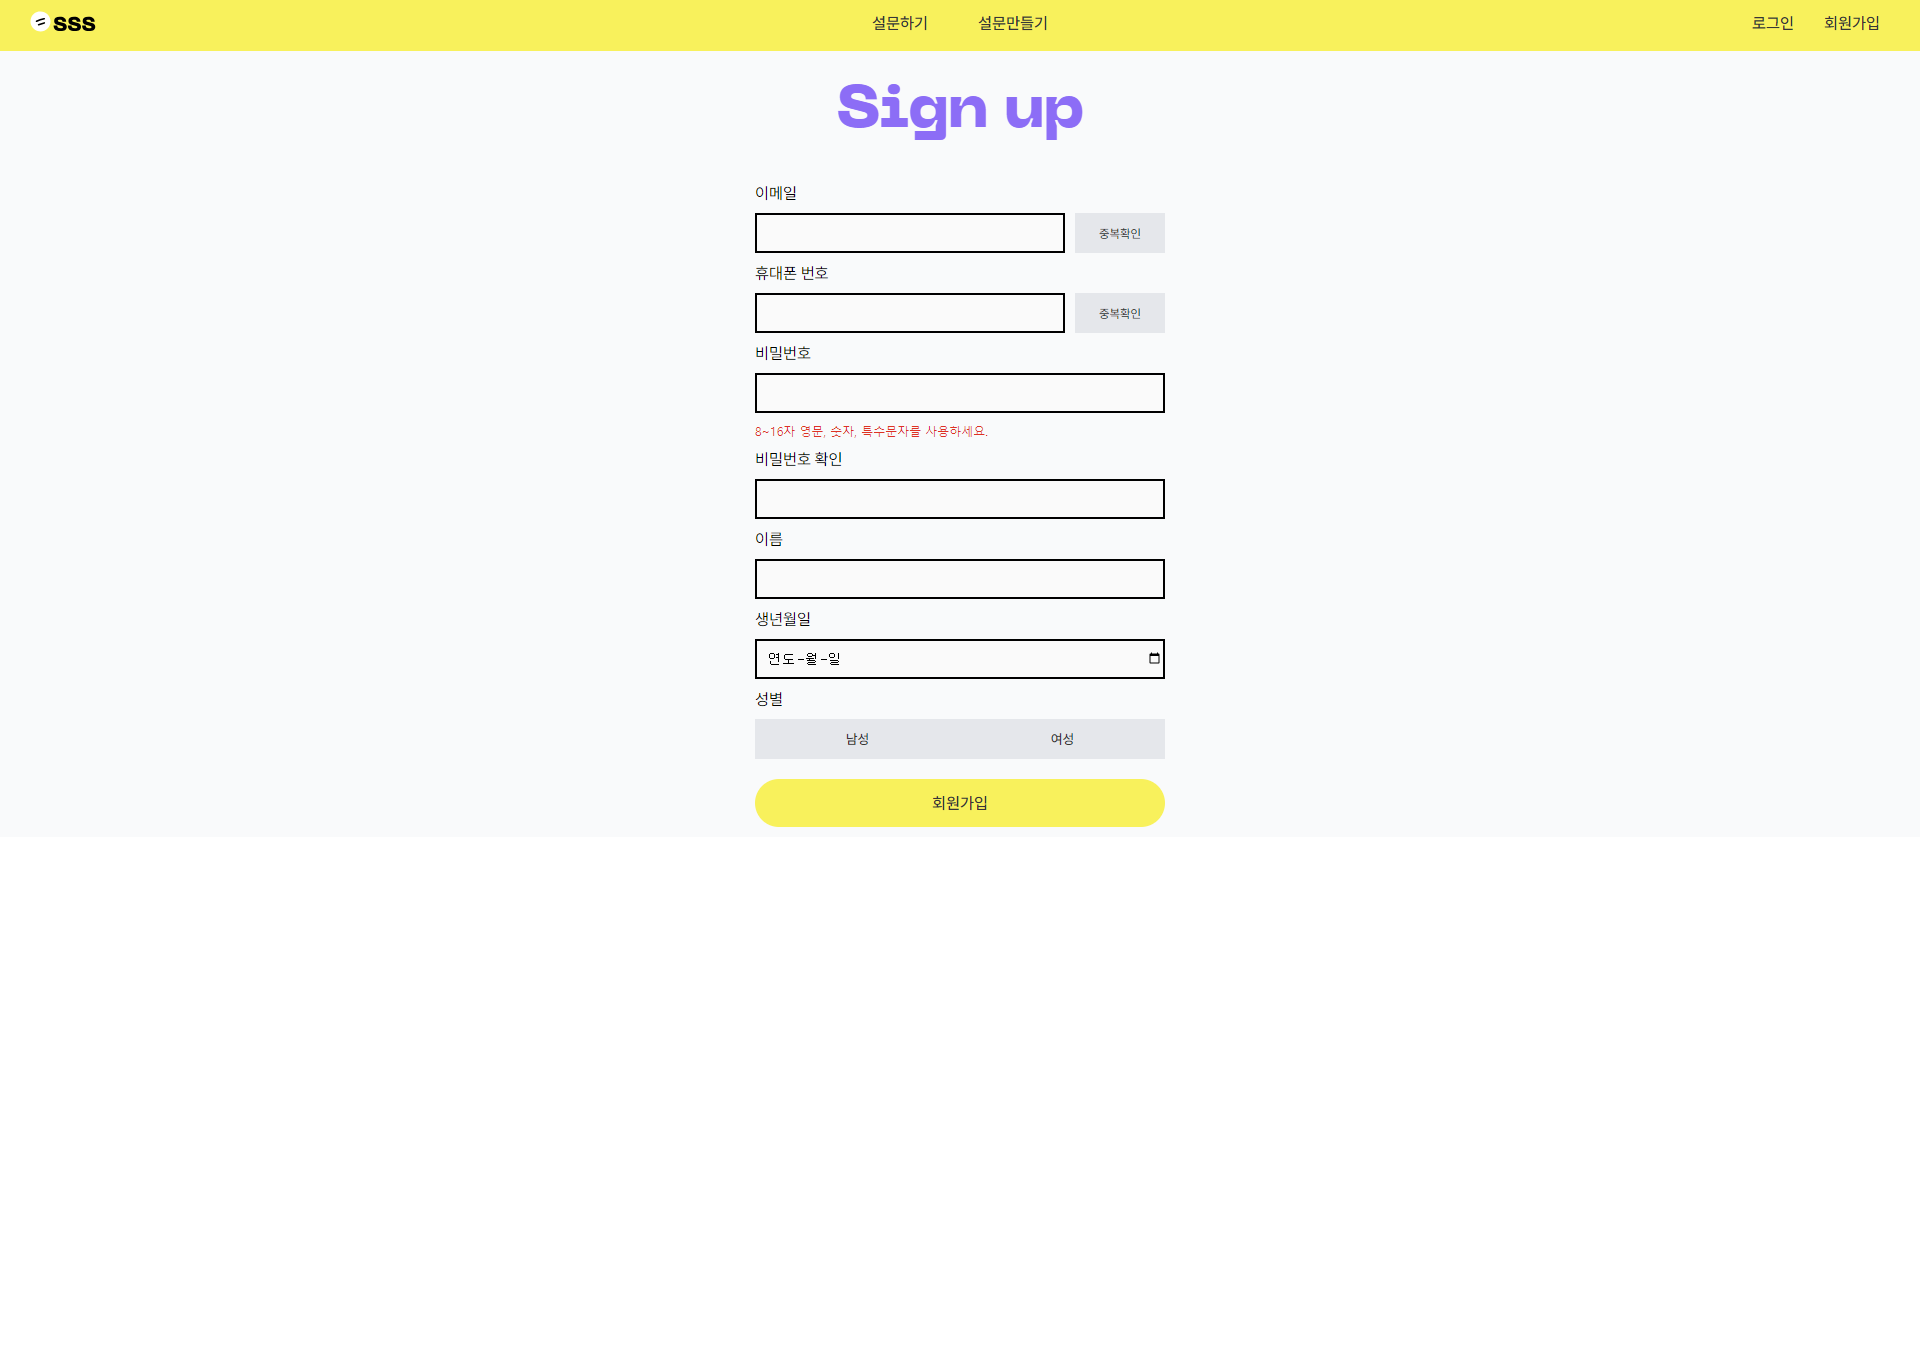 sss
설문하기 설문만들기
로그인 회원가입
Sign up
이메일
중복확인
휴대폰 번호
중복확인
비밀번호
8~16자 영문, 숫자, 특수문자를 사용하세요.
비밀번호 확인
이름
생년월일
연도-월-일
성별
남성 여성
회원가입